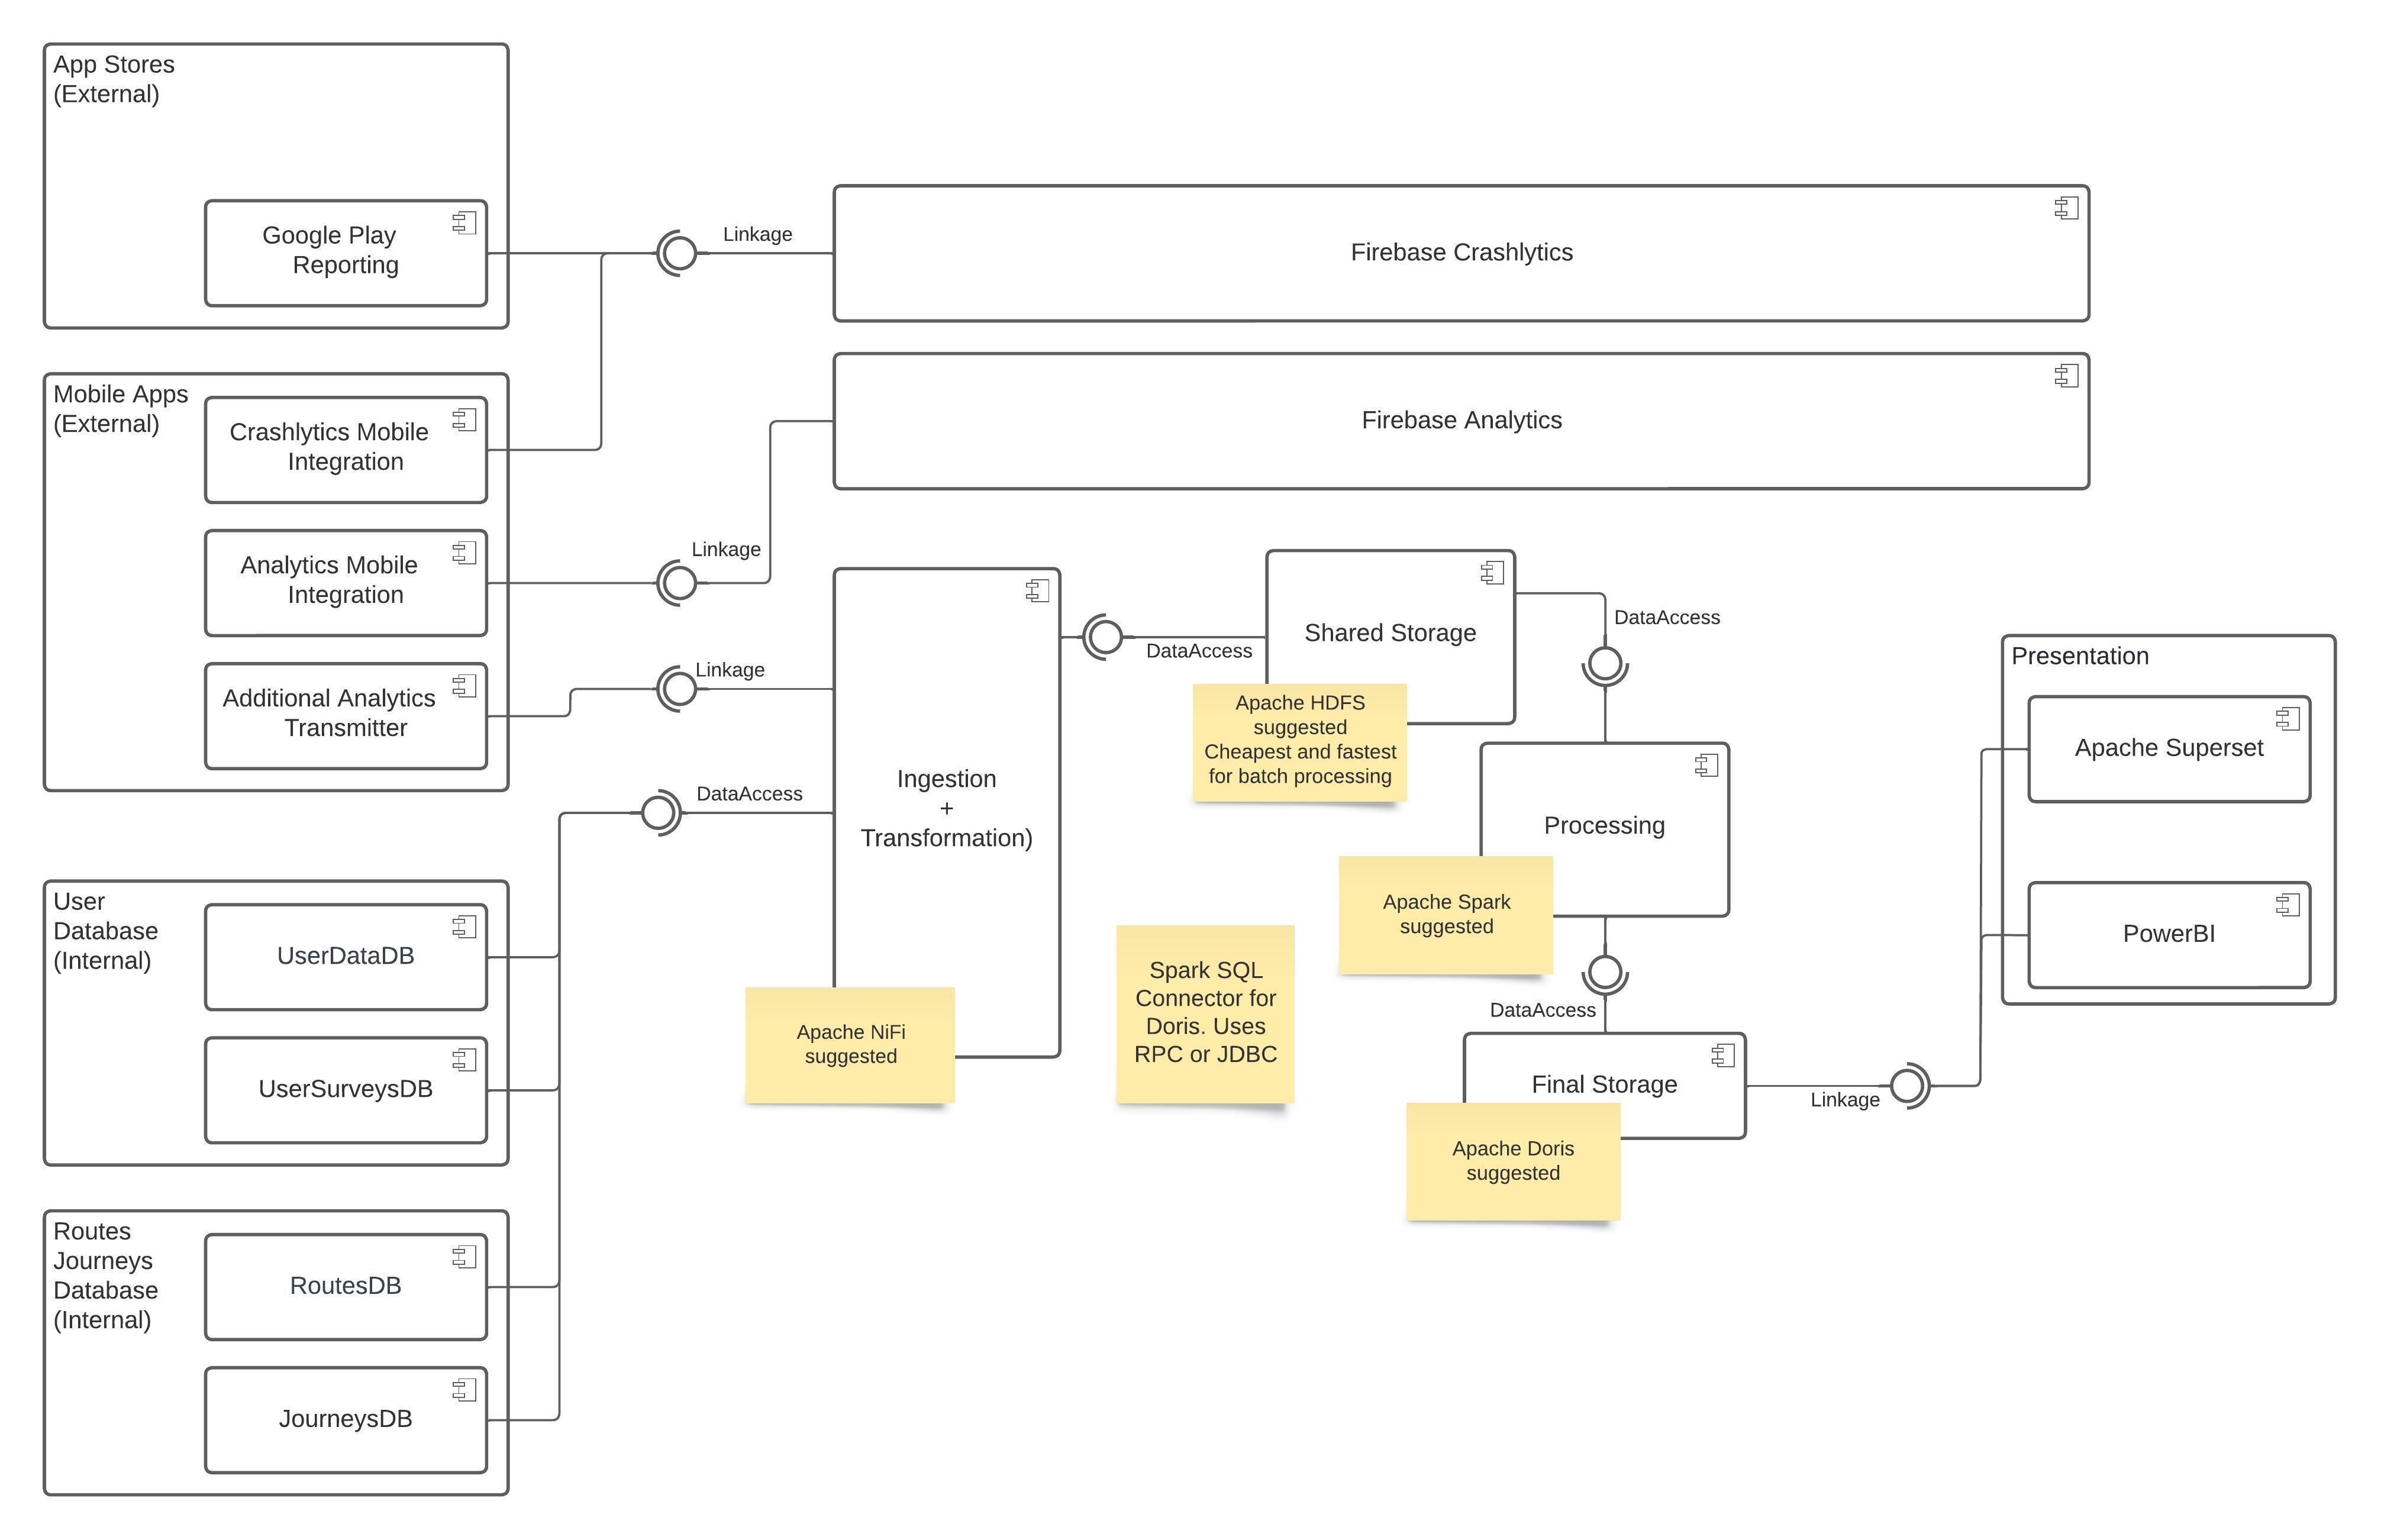 App Stores
(External)
Google Play
Reporting
Linkage
Firebase Crashlytics
Mobile Apps
(External)
Crashlytics Mobile
Integration
Firebase Analytics
Analytics Mobile
Integration
Linkage
Additional Analytics
Transmitter
Linkage
DataAccess
Ingestion
+
Transformation)
Apache NiFi
suggested
DataAccess
Shared Storage
Apache HDFS
suggested
Cheapest and fastest
for batch processing
DataAccess
Processing
Apache Spark
suggested
Spark SQL
Connector for
Doris. Uses
RPC or JDBC
DataAccess
Final Storage
Apache Doris
suggested
Linkage
Presentation
Apache Superset
PowerBI
User
Database
(Internal)
UserDataDB
UserSurveysDB
Routes
Journeys
Database
(Internal)
RoutesDB
JourneysDB